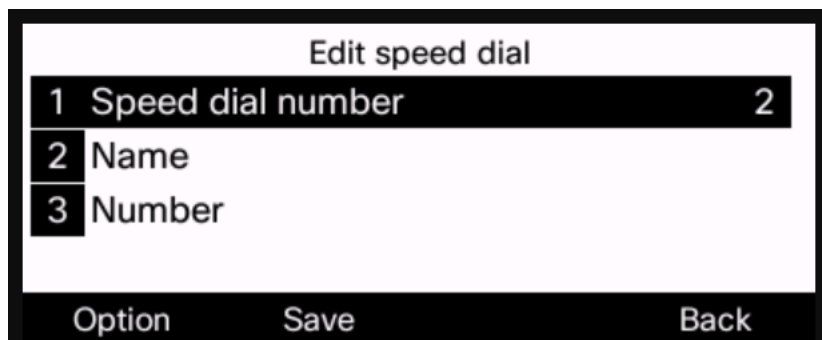 Edit speed dial
1 Speed dial number 2
2 Name
3 Number
Option Save Back